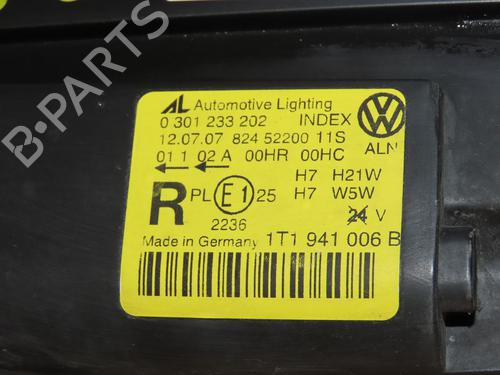 AL Automotive Lighting
0 301 233 202 INDEX
12.07.07 824 52200 11S
ALN
01 1 02 A 00HR 00HC
H7 H21W
R PL E1 25 H7 W5W
24 V
2236
Made in Germany 1T1 941 006 B
B-PARTS